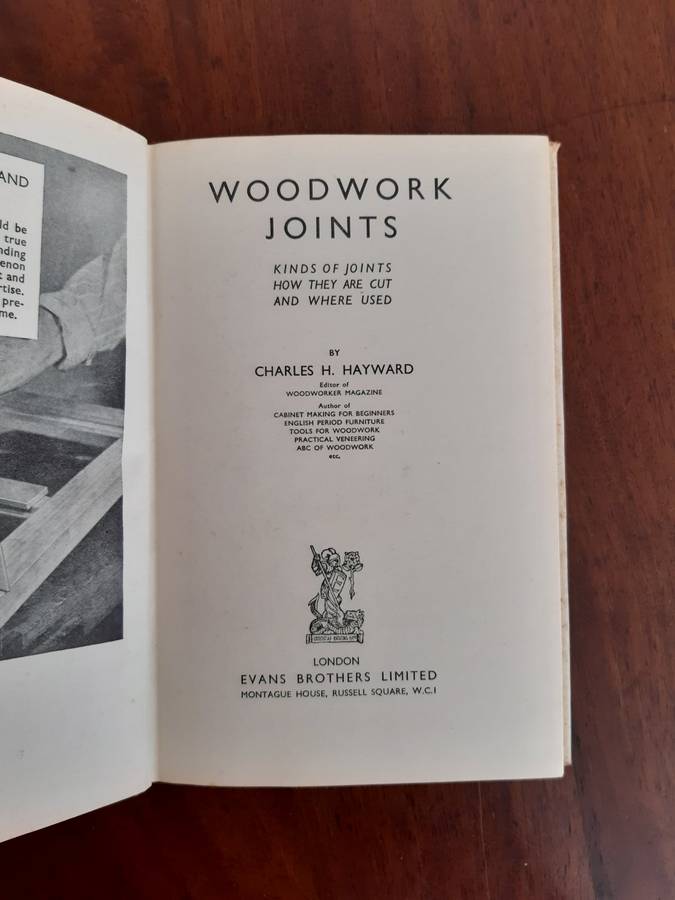 AND
ld be
true
nding
enon
t and
rtise.
pre-
me.
WOODWORK
JOINTS
KINDS OF JOINTS
HOW THEY ARE CUT
AND WHERE USED
BY
CHARLES H. HAYWARD
Editor of
WOODWORKER MAGAZINE
Author of
CABINET MAKING FOR BEGINNERS
ENGLISH PERIOD FURNITURE
TOOLS FOR WOODWORK
PRACTICAL VENEERING
ABC OF WOODWORK
etc.
LONDON
EVANS BROTHERS LIMITED
MONTAGUE HOUSE, RUSSELL SQUARE, W.C.1